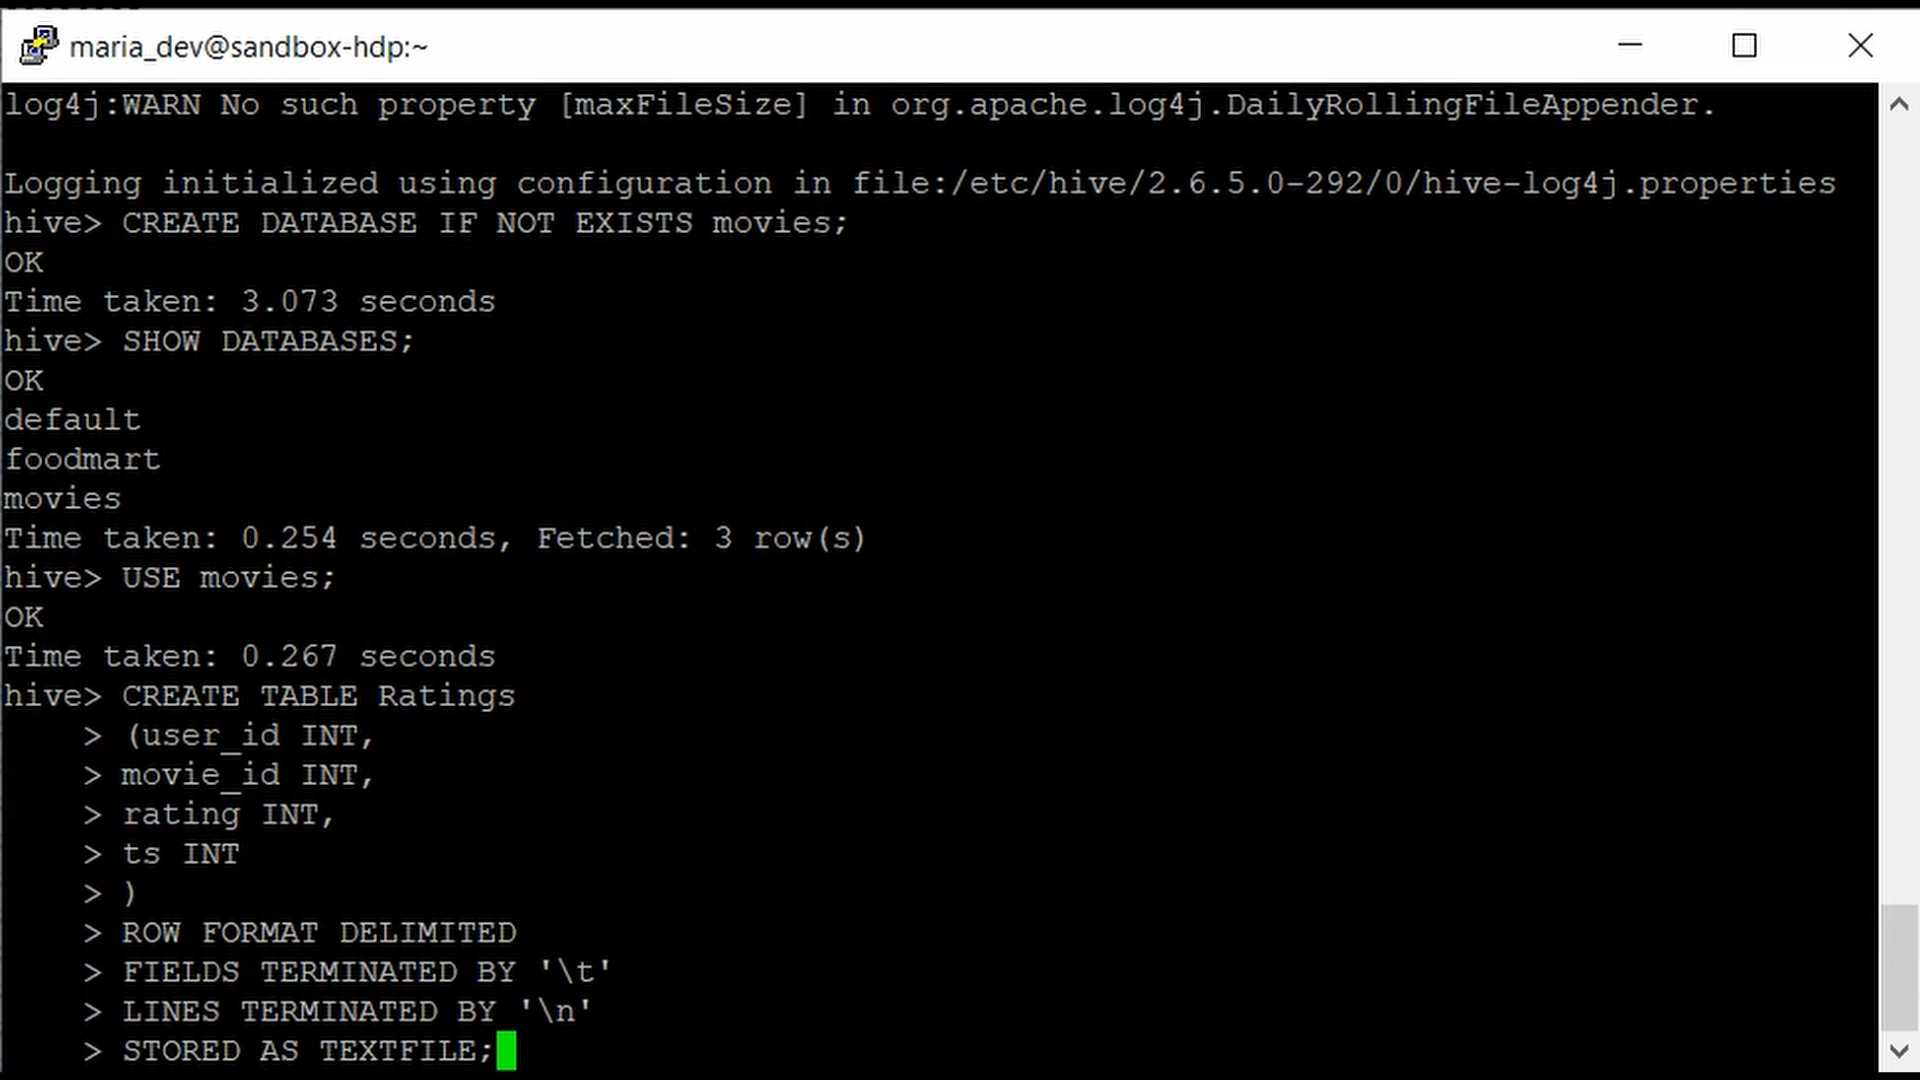 maria_dev@sandbox-hdp:~
log4j:WARN No such property [maxFileSize] in org.apache.log4j.DailyRollingFileAppender.
Logging initialized using configuration in file:/etc/hive/2.6.5.0-292/0/hive-log4j.properties
hive> CREATE DATABASE IF NOT EXISTS movies;
OK
Time taken: 3.073 seconds
hive> SHOW DATABASES;
OK
default
foodmart
movies
Time taken: 0.254 seconds, Fetched: 3 row(s)
hive> USE movies;
OK
Time taken: 0.267 seconds
hive> CREATE TABLE Ratings
    > (user_id INT,
    > movie_id INT,
    > rating INT,
    > ts INT
    > )
    > ROW FORMAT DELIMITED
    > FIELDS TERMINATED BY '\t'
    > LINES TERMINATED BY '\n'
    > STORED AS TEXTFILE;